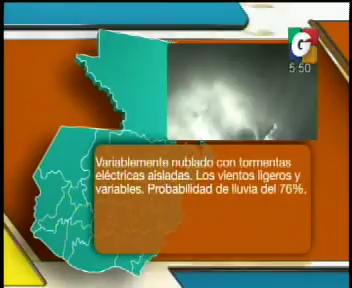 G
5:50
Variablemente nublado con tormentas
eléctricas aisladas. Los vientos ligeros y
variables. Probabilidad de lluvia del 76%.